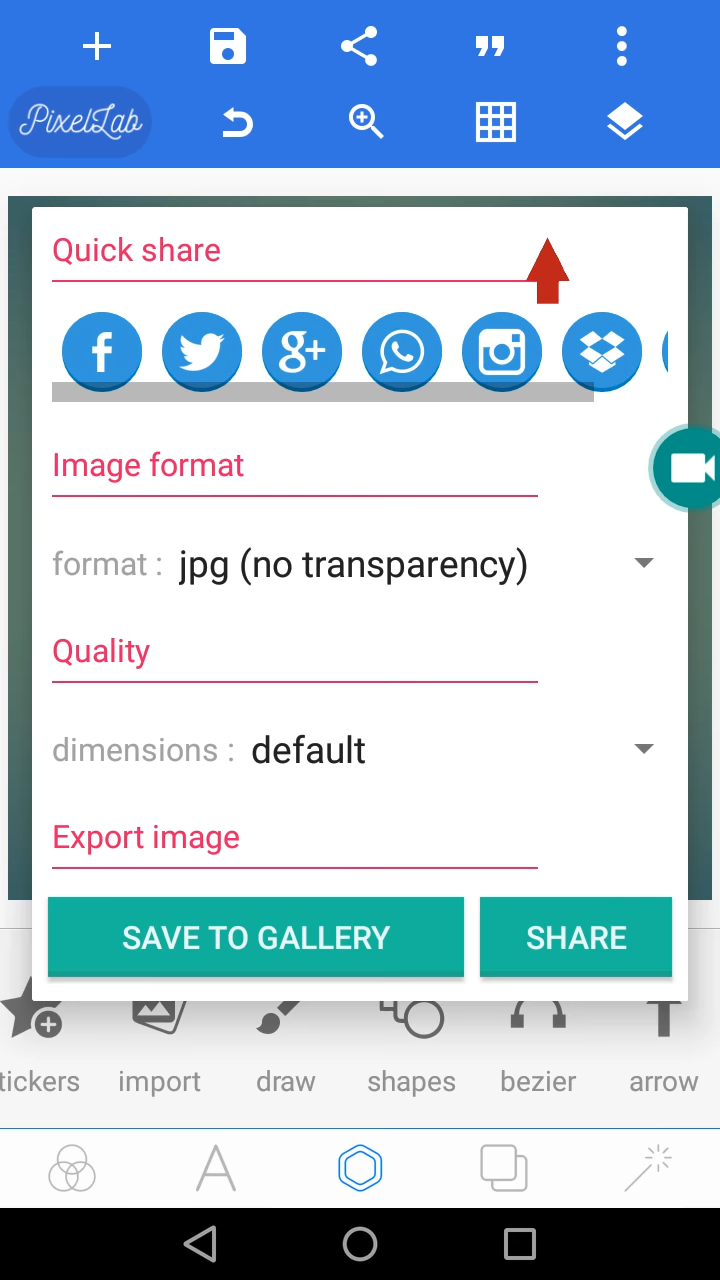 PixelLab
Quick share
Image format
format : jpg (no transparency)
Quality
dimensions : default
Export image
SAVE TO GALLERY SHARE
tickers import draw shapes bezier arrow